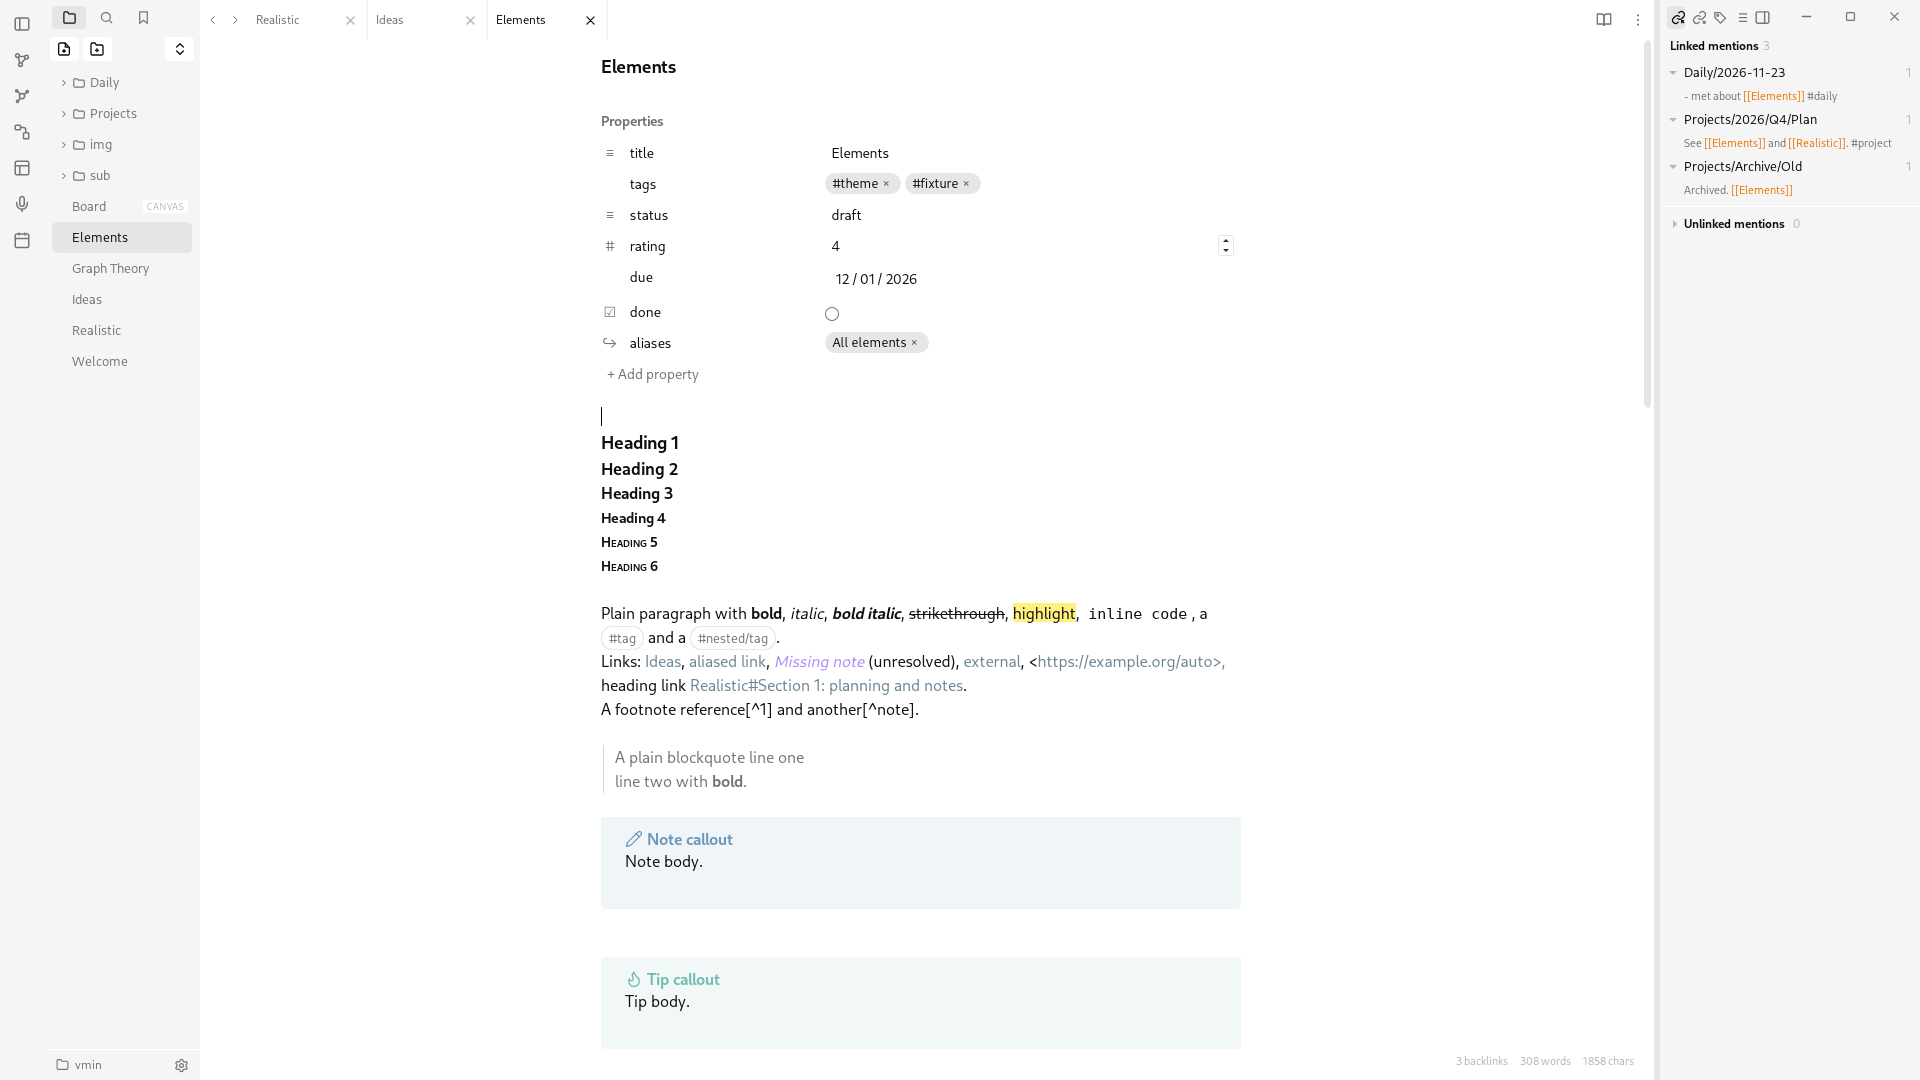 Realistic
Ideas
Elements
Daily
Projects
img
sub
Board CANVAS
Elements
Graph Theory
Ideas
Realistic
Welcome
vmin
Elements
Properties
title Elements
tags #theme × #fixture ×
status draft
rating 4
due 12/01/2026
done
aliases All elements ×
+ Add property
Heading 1
Heading 2
Heading 3
Heading 4
Heading 5
Heading 6
Plain paragraph with bold, italic, bold italic, strikethrough, highlight, inline code, a
#tag and a #nested/tag.
Links: Ideas, aliased link, Missing note (unresolved), external, <https://example.org/auto>,
heading link Realistic#Section 1: planning and notes.
A footnote reference[^1] and another[^note].
A plain blockquote line one
line two with bold.
Note callout
Note body.
Tip callout
Tip body.
3 backlinks 308 words 1858 chars
Linked mentions 3
Daily/2026-11-23 1
- met about [[Elements]] #daily
Projects/2026/Q4/Plan 1
See [[Elements]] and [[Realistic]]. #project
Projects/Archive/Old 1
Archived. [[Elements]]
Unlinked mentions 0